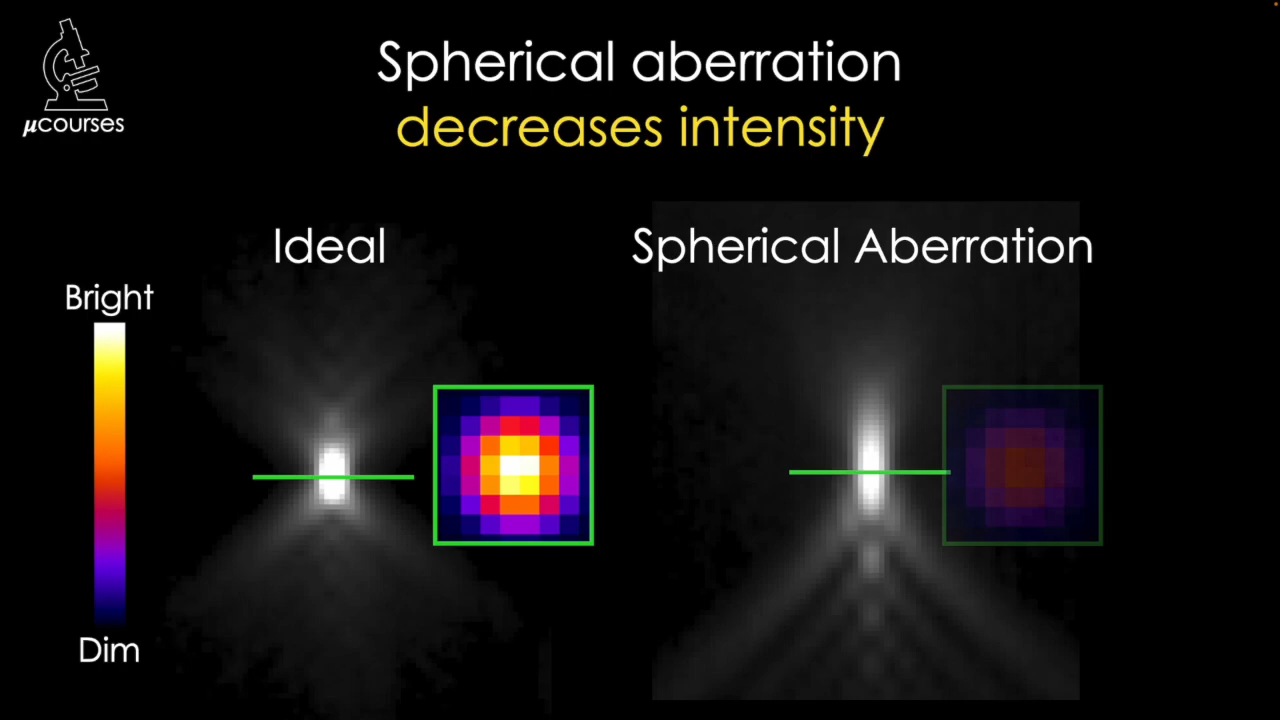 μcourses
Spherical aberration
decreases intensity
Ideal
Spherical Aberration
Bright
Dim